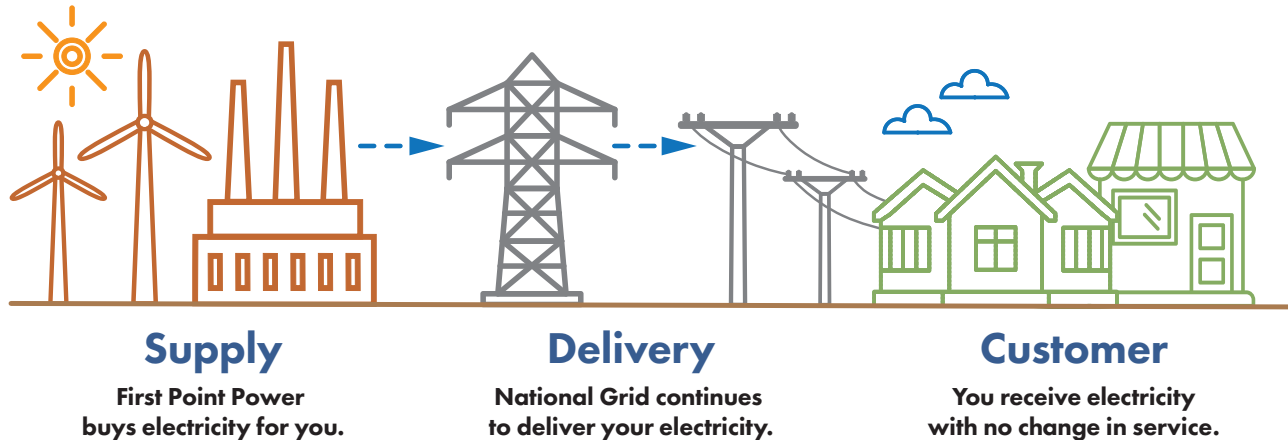 Supply
First Point Power
buys electricity for you.
Delivery
National Grid continues
to deliver your electricity.
Customer
You receive electricity
with no change in service.